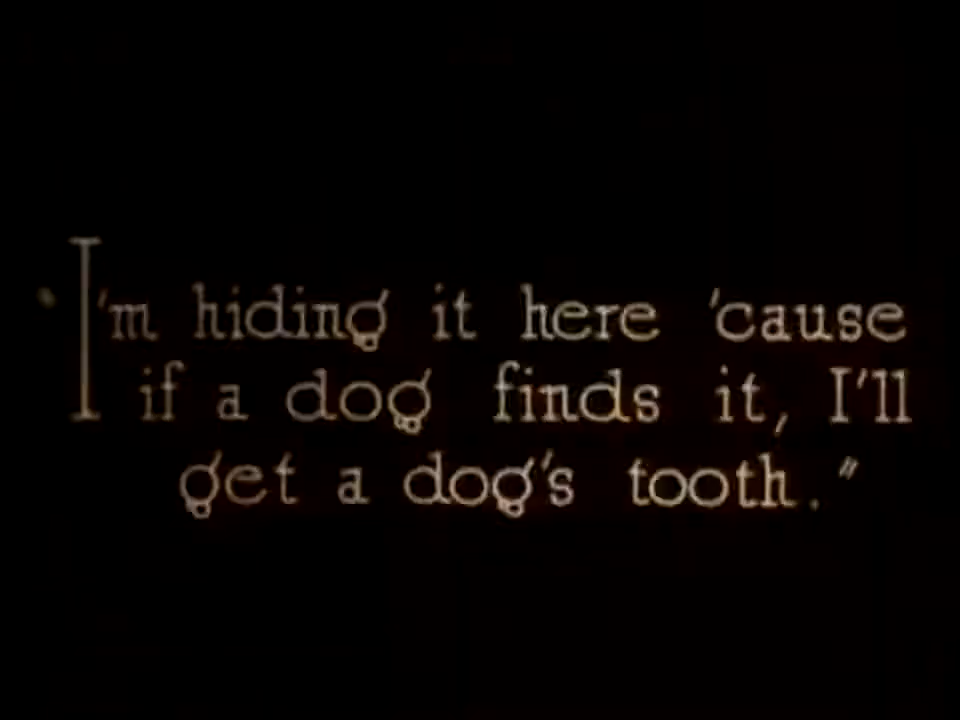 "I'm hiding it here 'cause
if a dog finds it, I'll
get a dog's tooth."